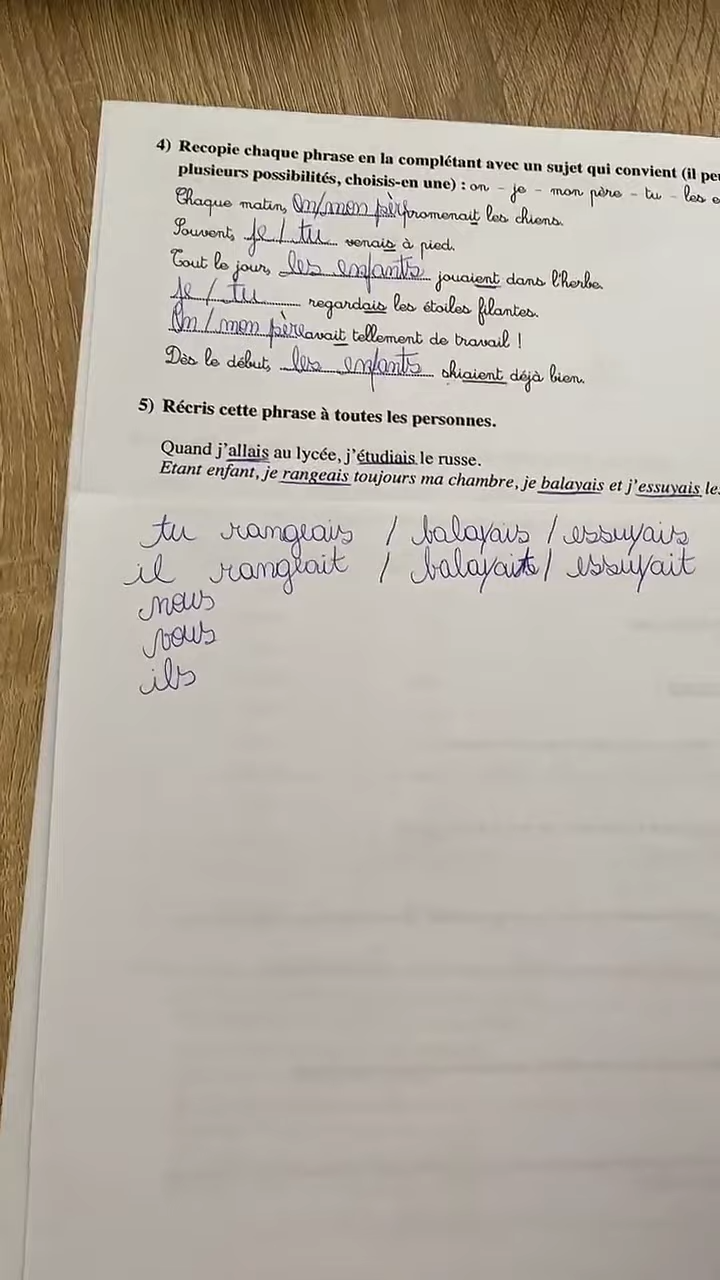 4) Recopie chaque phrase en la complétant avec un sujet qui convient (il peu
plusieurs possibilités, choisis-en une) : on - je - mon père - tu - les e
Chaque matin, On/mon pèr promenait les chiens.
Souvent, je / tu venais à pied.
Tout le jour, les enfants jouaient dans l'herbe.
Je / tu regardais les étoiles filantes.
On / mon père avait tellement de travail !
Dès le début, les enfants skiaient déjà bien.
5) Récris cette phrase à toutes les personnes.
Quand j'allais au lycée, j'étudiais le russe.
Etant enfant, je rangeais toujours ma chambre, je balayais et j'essuyais les
tu rangeais / balayais / essuyais
il rangeait / balayait / essuyait
nous
vous
ils